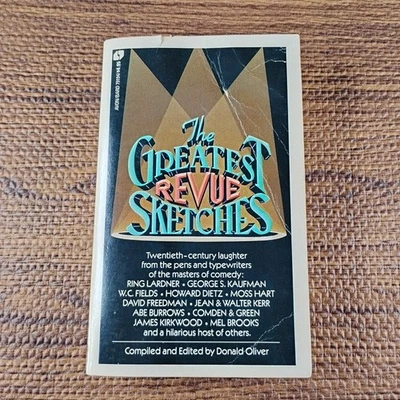 The
GREATEST
REVUE
SKETCHES
Twentieth-century laughter
from the pens and typewriters
of the masters of comedy:
RING LARDNER • GEORGE S. KAUFMAN
W.C. FIELDS • HOWARD DIETZ • MOSS HART
DAVID FREEDMAN • JEAN & WALTER KERR
ABE BURROWS • COMDEN & GREEN
JAMES KIRKWOOD • MEL BROOKS
and a hilarious host of others.
Compiled and Edited by Donald Oliver